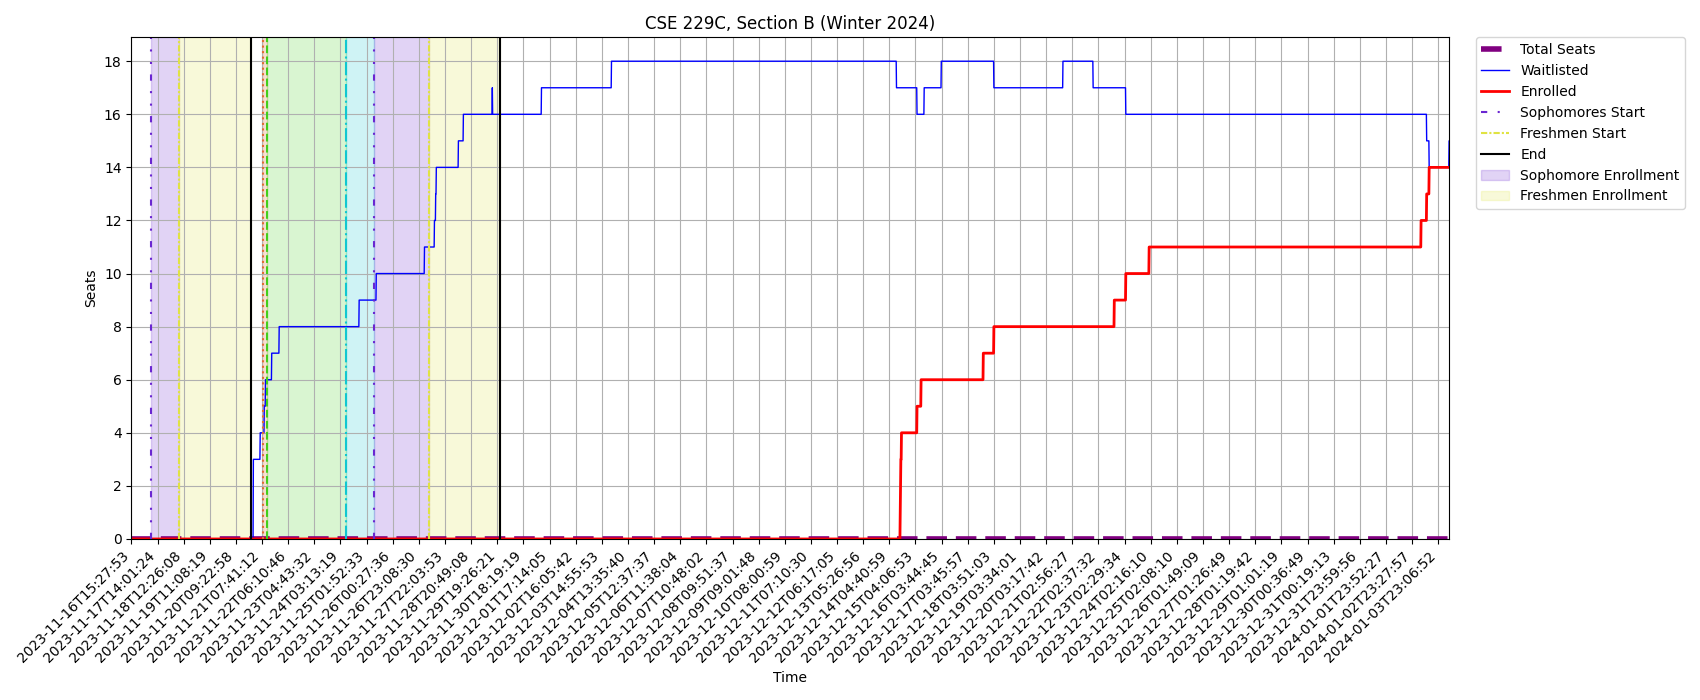 CSE 229C, Section B (Winter 2024)
Total Seats
Waitlisted
Enrolled
Sophomores Start
Freshmen Start
End
Sophomore Enrollment
Freshmen Enrollment
Seats
18
16
14
12
10
8
6
4
2
0
2023-11-16T15:27:53
2023-11-17T14:01:24
2023-11-18T12:26:08
2023-11-19T11:08:19
2023-11-20T09:22:58
2023-11-21T07:41:12
2023-11-22T06:10:46
2023-11-23T04:43:32
2023-11-24T03:13:19
2023-11-25T01:52:33
2023-11-26T00:27:36
2023-11-26T23:08:30
2023-11-27T22:03:53
2023-11-28T20:49:09
2023-11-29T19:26:21
2023-11-30T18:19:19
2023-12-01T17:14:05
2023-12-02T16:05:42
2023-12-03T14:55:53
2023-12-04T13:35:40
2023-12-05T12:37:37
2023-12-06T11:38:04
2023-12-07T10:48:02
2023-12-08T09:51:37
2023-12-09T09:01:48
2023-12-10T08:00:59
2023-12-11T07:10:30
2023-12-12T06:17:05
2023-12-13T05:26:56
2023-12-14T04:40:59
2023-12-15T04:06:53
2023-12-16T03:44:45
2023-12-17T03:45:57
2023-12-18T03:51:03
2023-12-19T03:34:01
2023-12-20T03:17:42
2023-12-21T02:56:27
2023-12-22T02:37:32
2023-12-23T02:29:34
2023-12-24T02:16:10
2023-12-25T02:08:10
2023-12-26T01:49:09
2023-12-27T01:26:49
2023-12-28T01:19:42
2023-12-29T01:01:19
2023-12-30T00:36:49
2023-12-31T00:19:13
2023-12-31T23:59:56
2024-01-01T23:52:27
2024-01-02T23:27:57
2024-01-03T23:06:52
Time